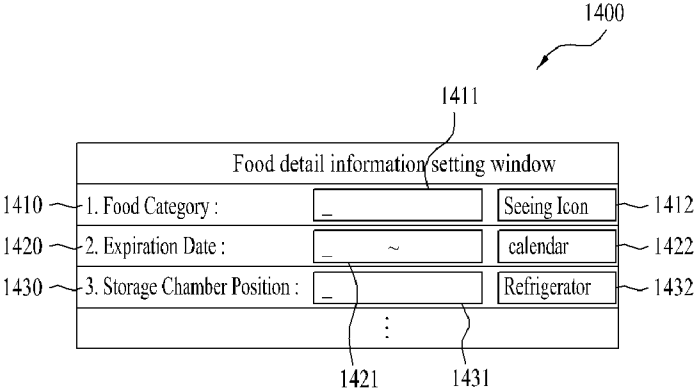 1400
1411
Food detail information setting window
1410 1. Food Category : _ Seeing Icon 1412
1420 2. Expiration Date : _ ~ calendar 1422
1430 3. Storage Chamber Position : _ Refrigerator 1432
⋮
1421 1431